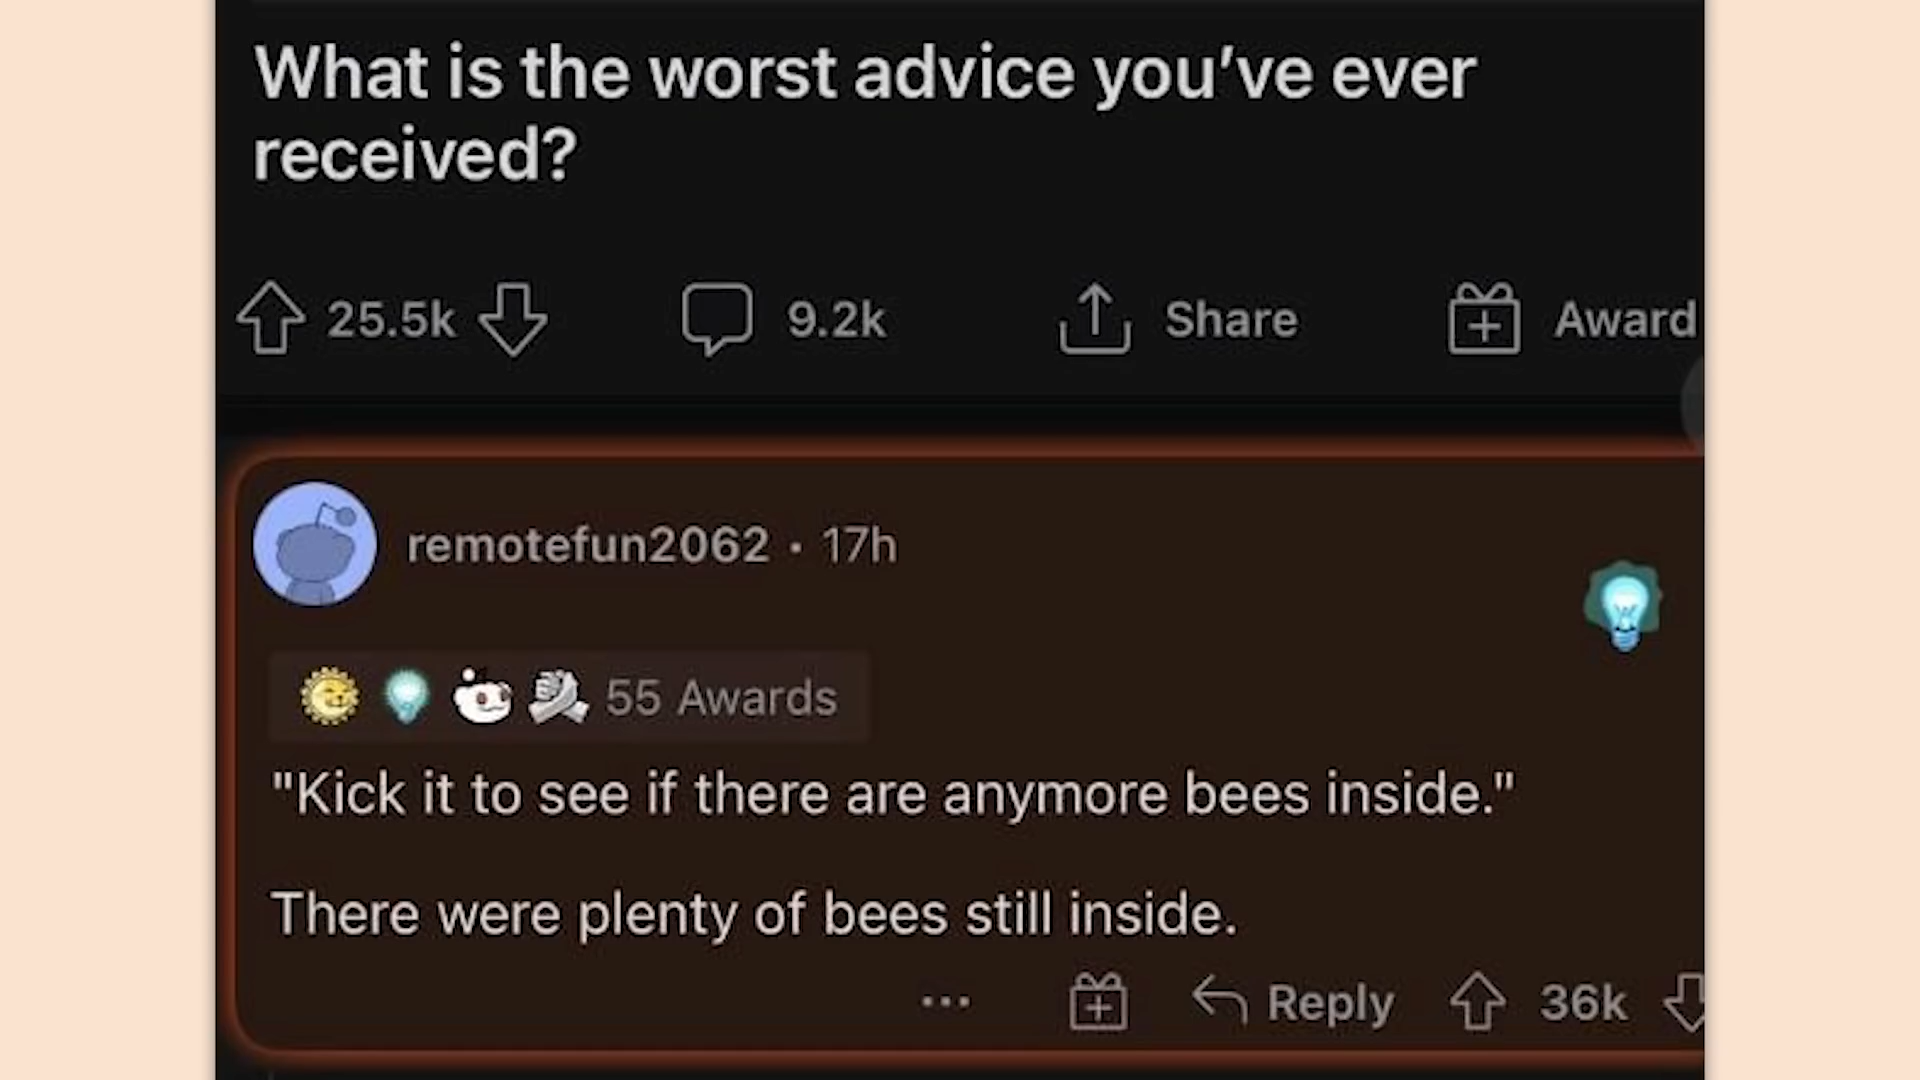 What is the worst advice you’ve ever
received?
25.5k 9.2k Share Award
remotefun2062 · 17h
55 Awards
"Kick it to see if there are anymore bees inside."
There were plenty of bees still inside.
... Reply 36k